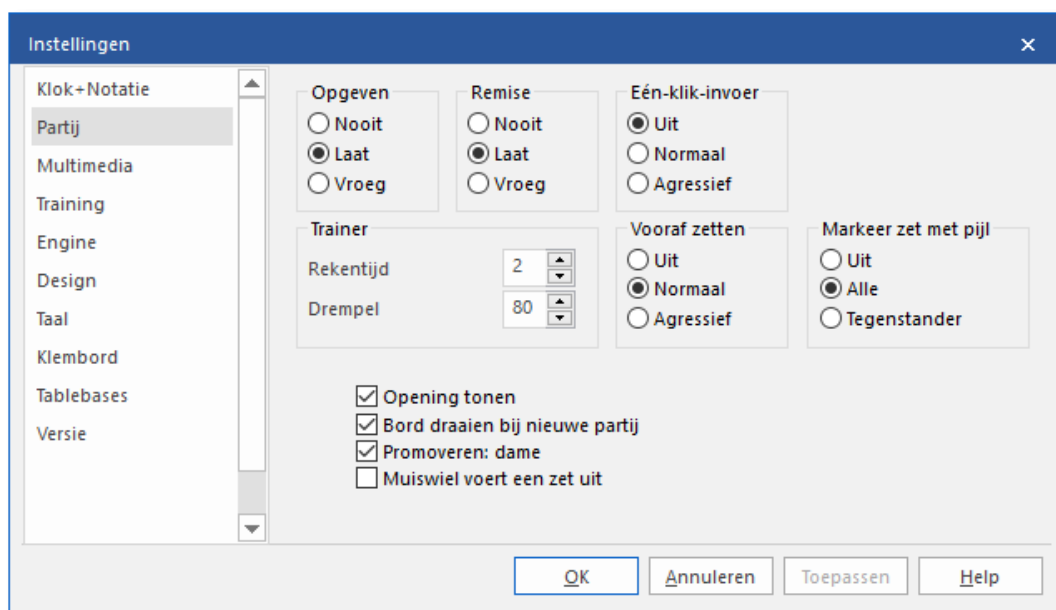 Instellingen
Klok+Notatie
Partij
Multimedia
Training
Engine
Design
Taal
Klembord
Tablebases
Versie
Opgeven
Nooit
Laat
Vroeg
Remise
Nooit
Laat
Vroeg
Eén-klik-invoer
Uit
Normaal
Agressief
Trainer
Rekentijd 2
Drempel 80
Vooraf zetten
Uit
Normaal
Agressief
Markeer zet met pijl
Uit
Alle
Tegenstander
Opening tonen
Bord draaien bij nieuwe partij
Promoveren: dame
Muiswiel voert een zet uit
OK Annuleren Toepassen Help